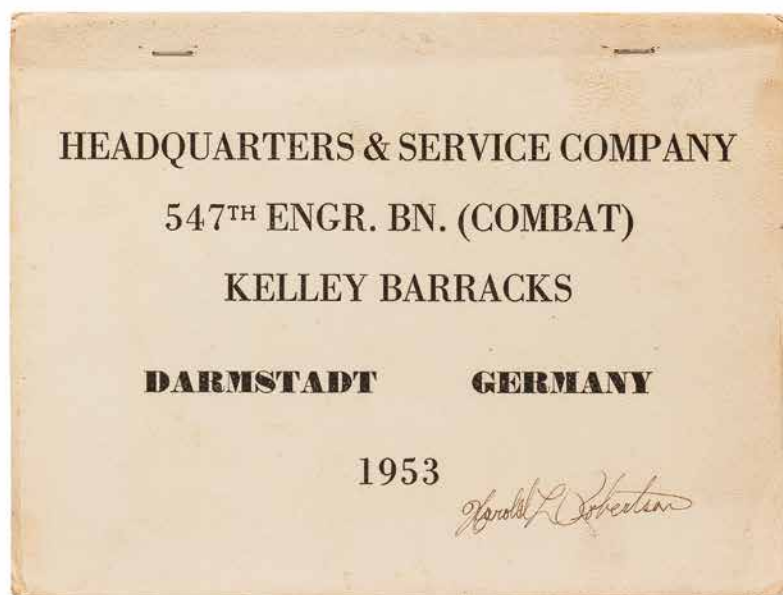 HEADQUARTERS & SERVICE COMPANY
547TH ENGR. BN. (COMBAT)
KELLEY BARRACKS
DARMSTADT GERMANY
1953
Harold L Robertson